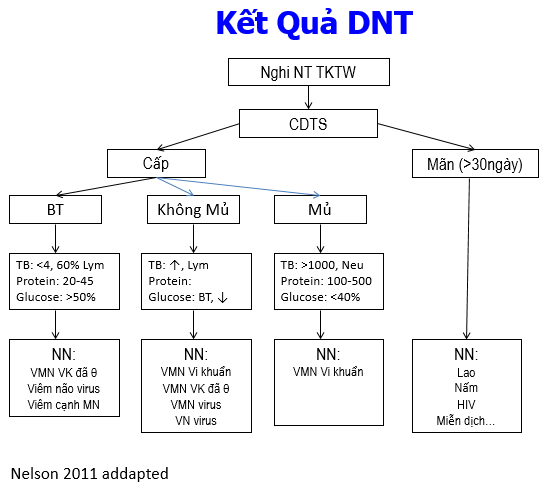 Kết Quả DNT
Nghi NT TKTW
CDTS
Cấp
Mãn (>30ngày)
BT
Không Mủ
Mủ
TB: <4, 60% Lym
Protein: 20-45
Glucose: >50%
TB: ↑, Lym
Protein:
Glucose: BT, ↓
TB: >1000, Neu
Protein: 100-500
Glucose: <40%
NN:
VMN VK đã θ
Viêm não virus
Viêm cạnh MN
NN:
VMN Vi khuẩn
VMN VK đã θ
VMN virus
VN virus
NN:
VMN Vi khuẩn
NN:
Lao
Nấm
HIV
Miễn dịch...
Nelson 2011 addapted